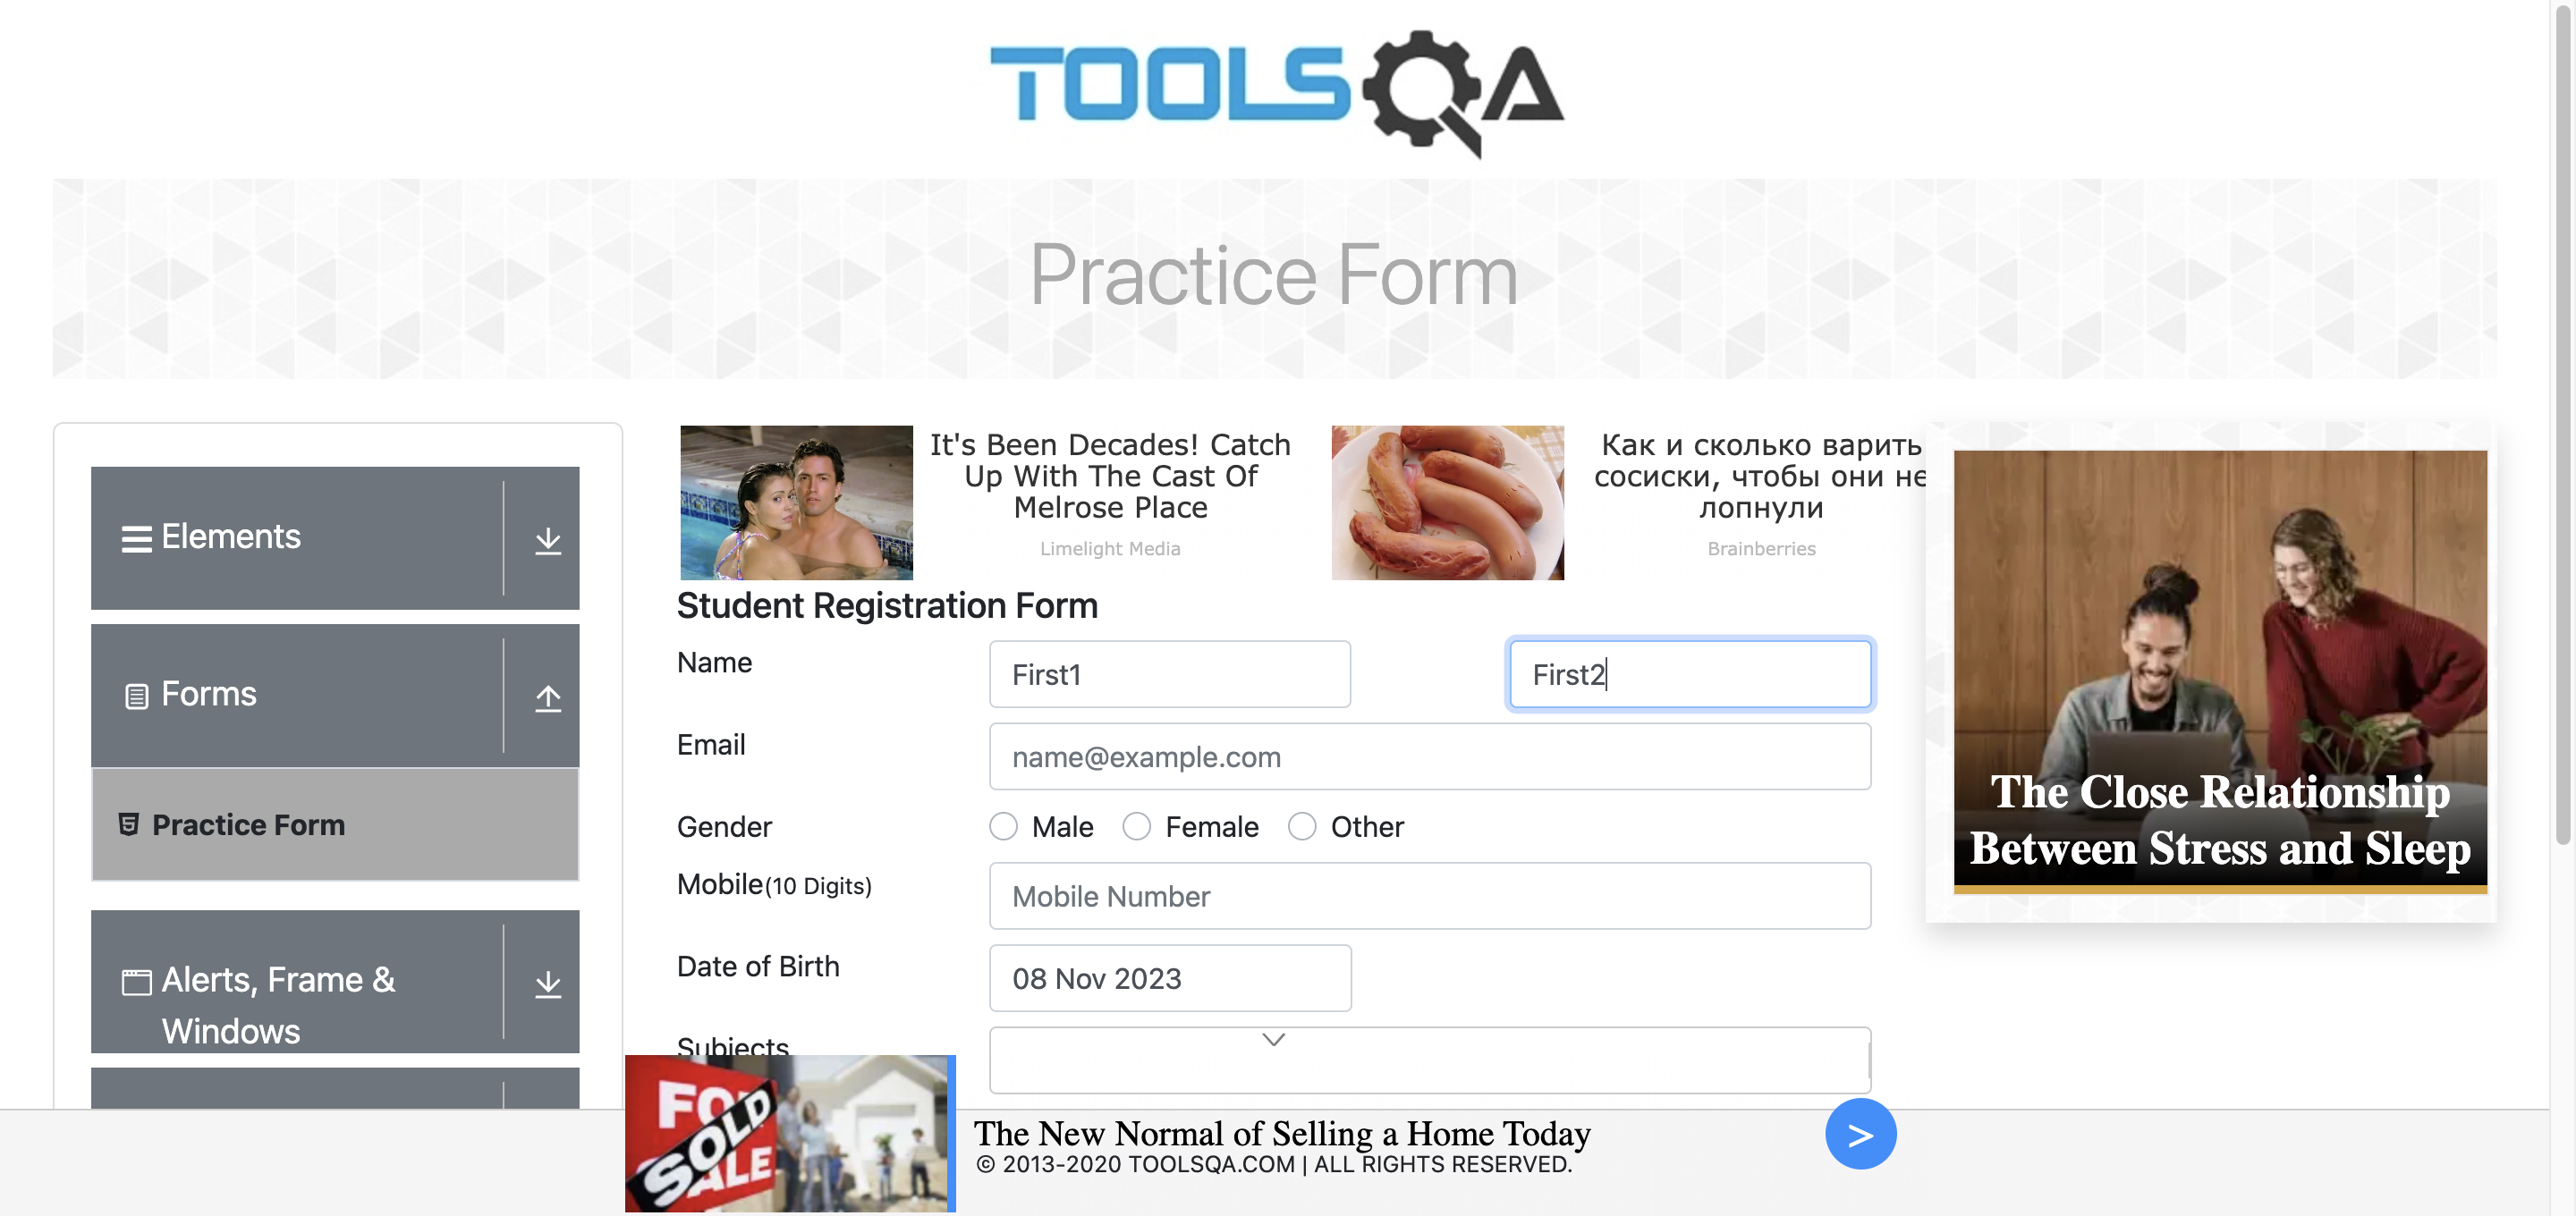 TOOLSQA
Practice Form
Elements
Forms
Practice Form
Alerts, Frame &
Windows
It's Been Decades! Catch
Up With The Cast Of
Melrose Place
Limelight Media
Как и сколько варить
сосиски, чтобы они не
лопнули
Brainberries
Student Registration Form
Name
First1
First2
Email
name@example.com
Gender
Male
Female
Other
Mobile(10 Digits)
Mobile Number
Date of Birth
08 Nov 2023
Subjects
The Close Relationship
Between Stress and Sleep
FOR
SOLD
SALE
The New Normal of Selling a Home Today
© 2013-2020 TOOLSQA.COM | ALL RIGHTS RESERVED.
>